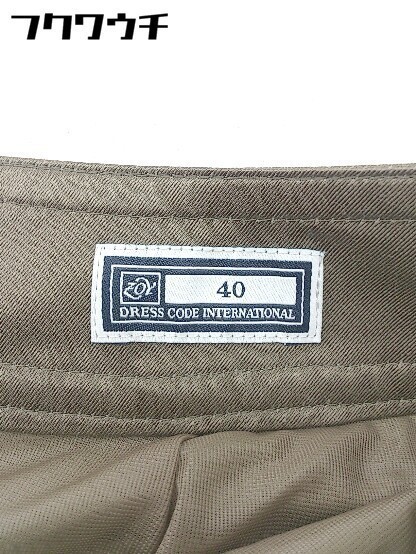 フクワウチ
ZOY
40
DRESS CODE INTERNATIONAL